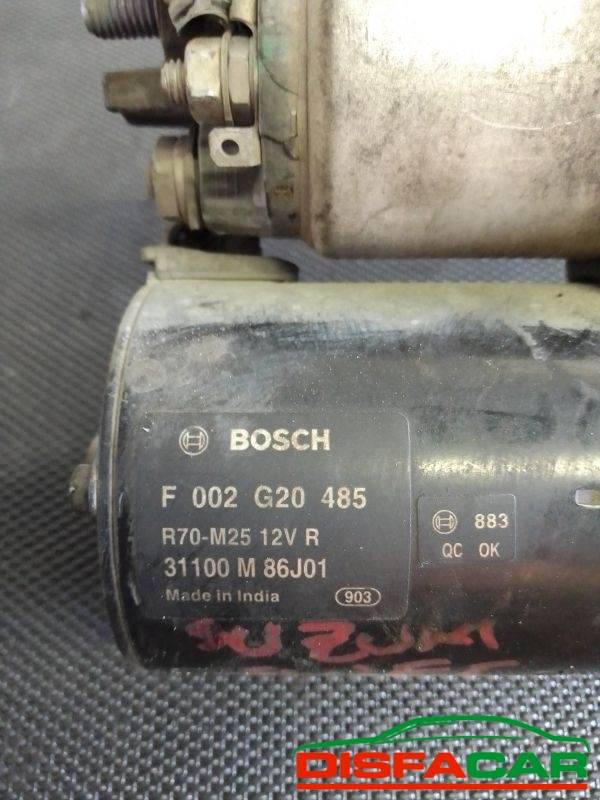 BOSCH
F 002 G20 485
R70-M25 12V R
31100 M 86J01
Made in India 903
883
QC OK
SUZUKI
DISFACAR